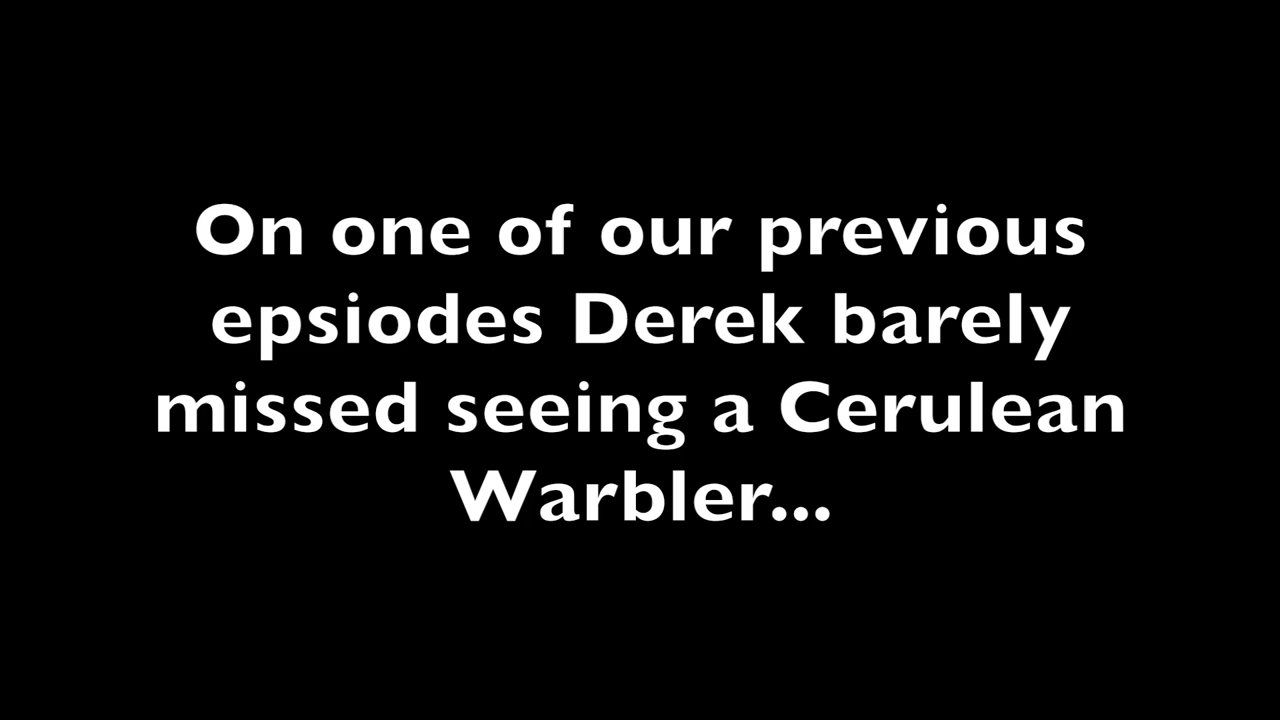 On one of our previous
epsiodes Derek barely
missed seeing a Cerulean
Warbler...